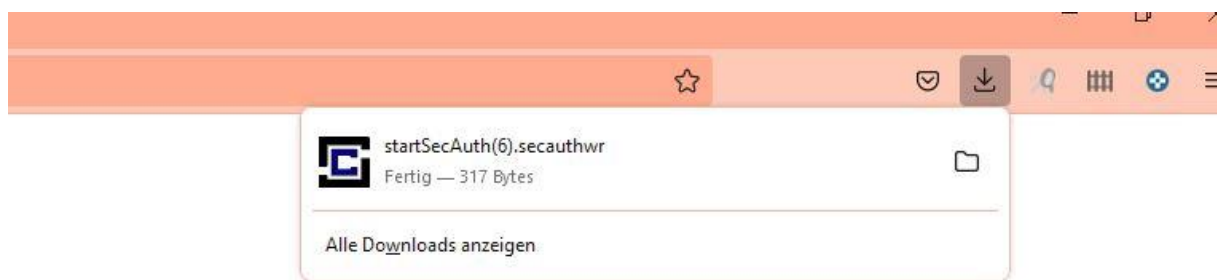 startSecAuth(6).secauthwr
Fertig — 317 Bytes
Alle Downloads anzeigen